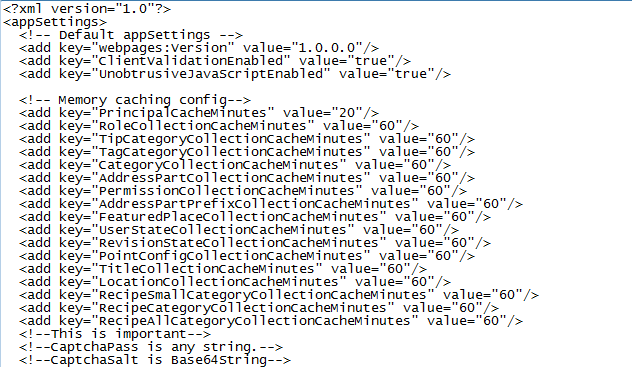 <?xml version="1.0"?>
<appSettings>
<!-- Default appSettings -->
<add key="webpages:Version" value="1.0.0.0"/>
<add key="ClientValidationEnabled" value="true"/>
<add key="UnobtrusiveJavaScriptEnabled" value="true"/>
<!-- Memory caching config-->
<add key="PrincipalCacheMinutes" value="20"/>
<add key="RoleCollectionCacheMinutes" value="60"/>
<add key="TipCategoryCollectionCacheMinutes" value="60"/>
<add key="TagCategoryCollectionCacheMinutes" value="60"/>
<add key="CategoryCollectionCacheMinutes" value="60"/>
<add key="AddressPartCollectionCacheMinutes" value="60"/>
<add key="PermissionCollectionCacheMinutes" value="60"/>
<add key="AddressPartPrefixCollectionCacheMinutes" value="60"/>
<add key="FeaturedPlaceCollectionCacheMinutes" value="60"/>
<add key="UserStateCollectionCacheMinutes" value="60"/>
<add key="RevisionStateCollectionCacheMinutes" value="60"/>
<add key="PointConfigCollectionCacheMinutes" value="60"/>
<add key="TitleCollectionCacheMinutes" value="60"/>
<add key="LocationCollectionCacheMinutes" value="60"/>
<add key="RecipeSmallCategoryCollectionCacheMinutes" value="60"/>
<add key="RecipeCategoryCollectionCacheMinutes" value="60"/>
<add key="RecipeAllCategoryCollectionCacheMinutes" value="60"/>
<!--This is important-->
<!--CaptchaPass is any string.-->
<!--CaptchaSalt is Base64String-->